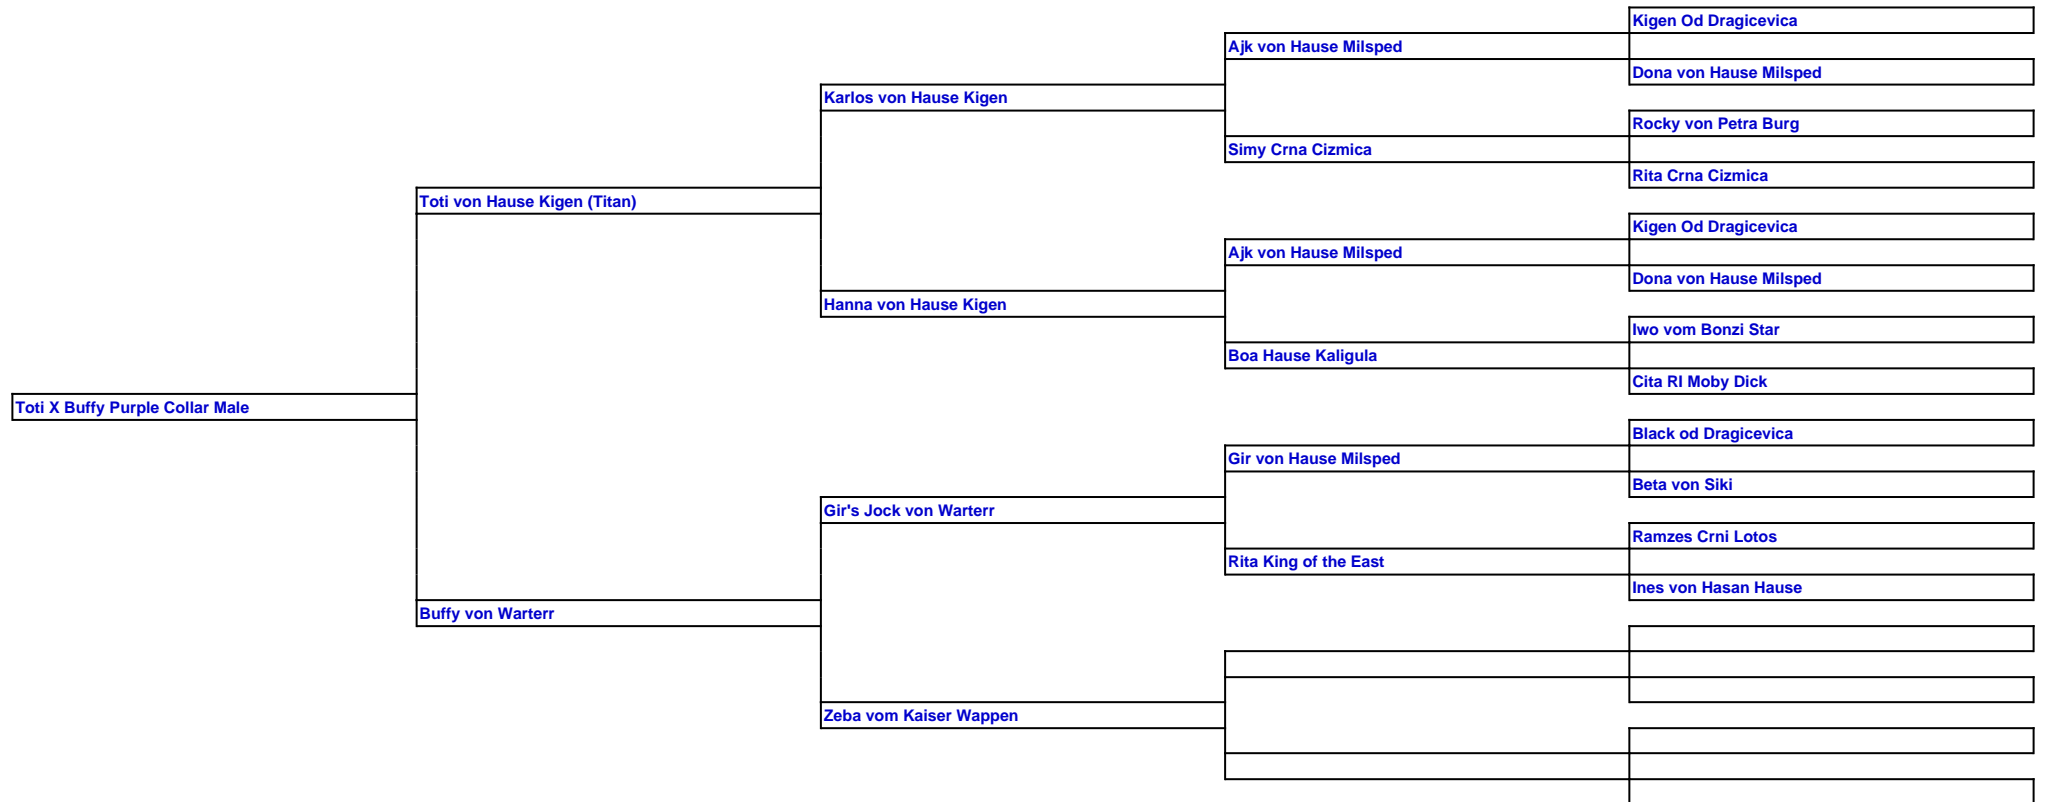 Kigen Od Dragicevica
Ajk von Hause Milsped
Dona von Hause Milsped
Karlos von Hause Kigen
Rocky von Petra Burg
Simy Crna Cizmica
Rita Crna Cizmica
Toti von Hause Kigen (Titan)
Kigen Od Dragicevica
Ajk von Hause Milsped
Dona von Hause Milsped
Hanna von Hause Kigen
Iwo vom Bonzi Star
Boa Hause Kaligula
Cita RI Moby Dick
Toti X Buffy Purple Collar Male
Black od Dragicevica
Gir von Hause Milsped
Beta von Siki
Gir's Jock von Warterr
Ramzes Crni Lotos
Rita King of the East
Ines von Hasan Hause
Buffy von Warterr
Zeba vom Kaiser Wappen